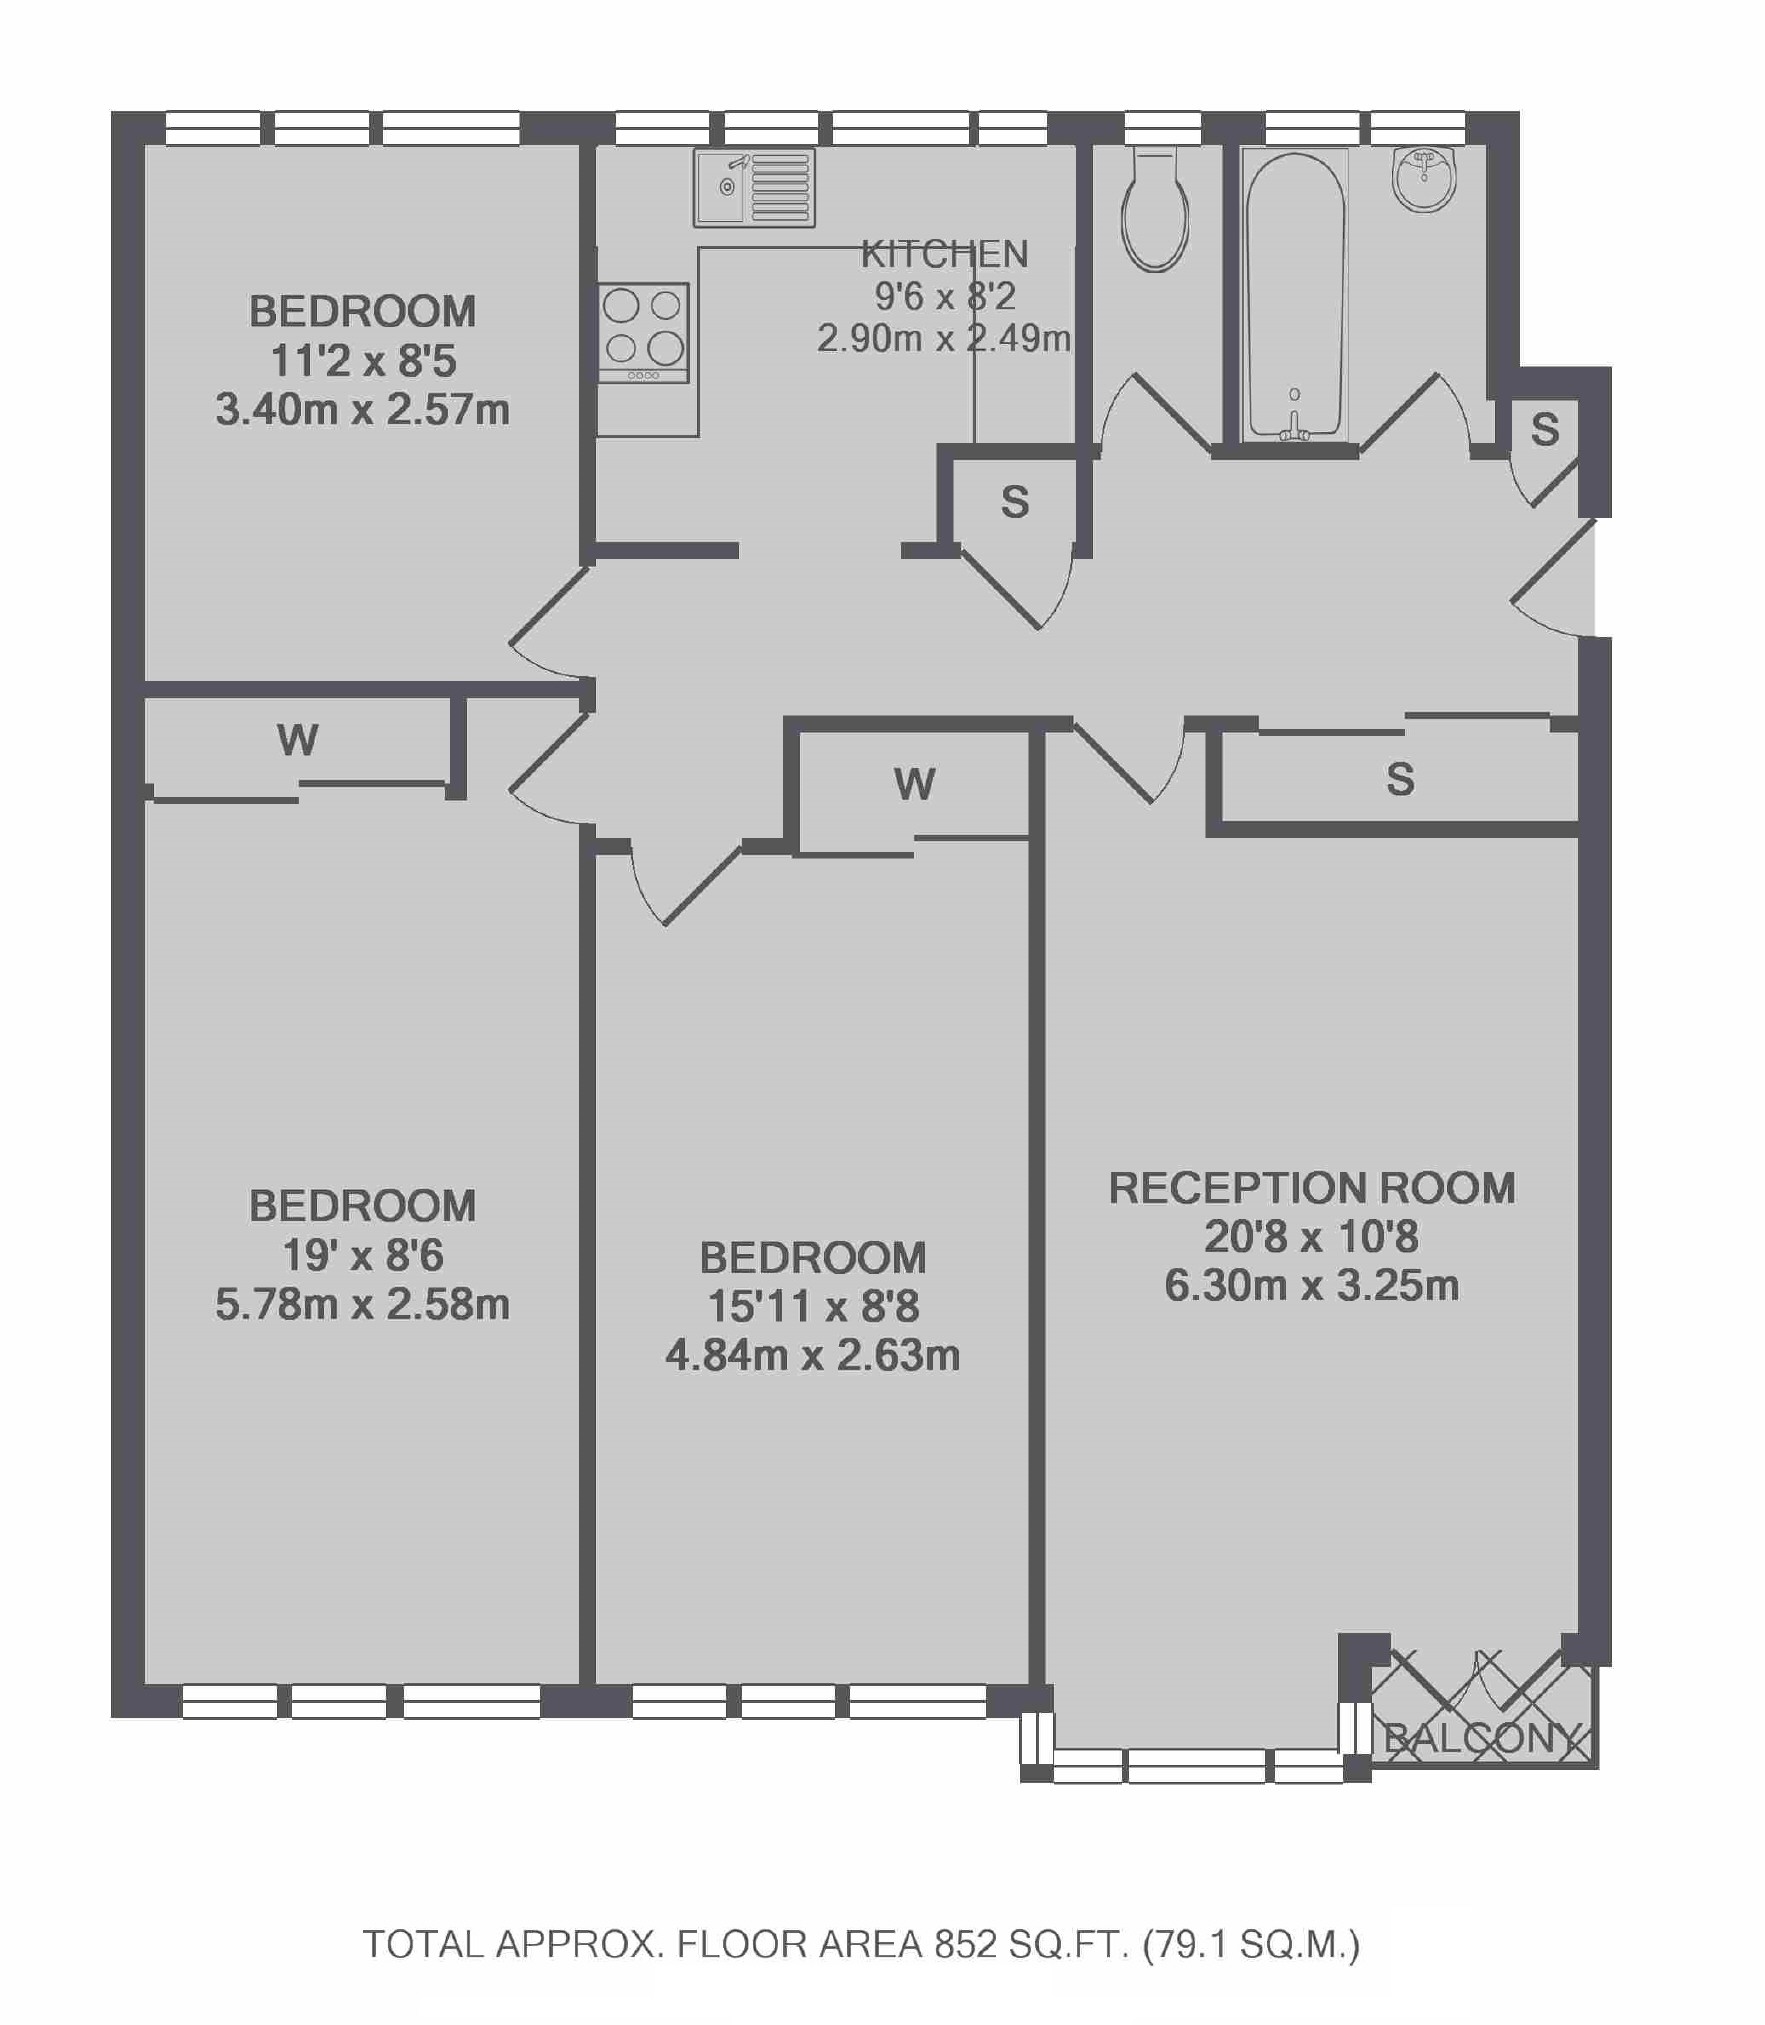 KITCHEN
9'6 x 8'2
2.90m x 2.49m
BEDROOM
11'2 x 8'5
3.40m x 2.57m
S
S
W
W
S
BEDROOM
19' x 8'6
5.78m x 2.58m
BEDROOM
15'11 x 8'8
4.84m x 2.63m
RECEPTION ROOM
20'8 x 10'8
6.30m x 3.25m
BALCONY
TOTAL APPROX. FLOOR AREA 852 SQ.FT. (79.1 SQ.M.)